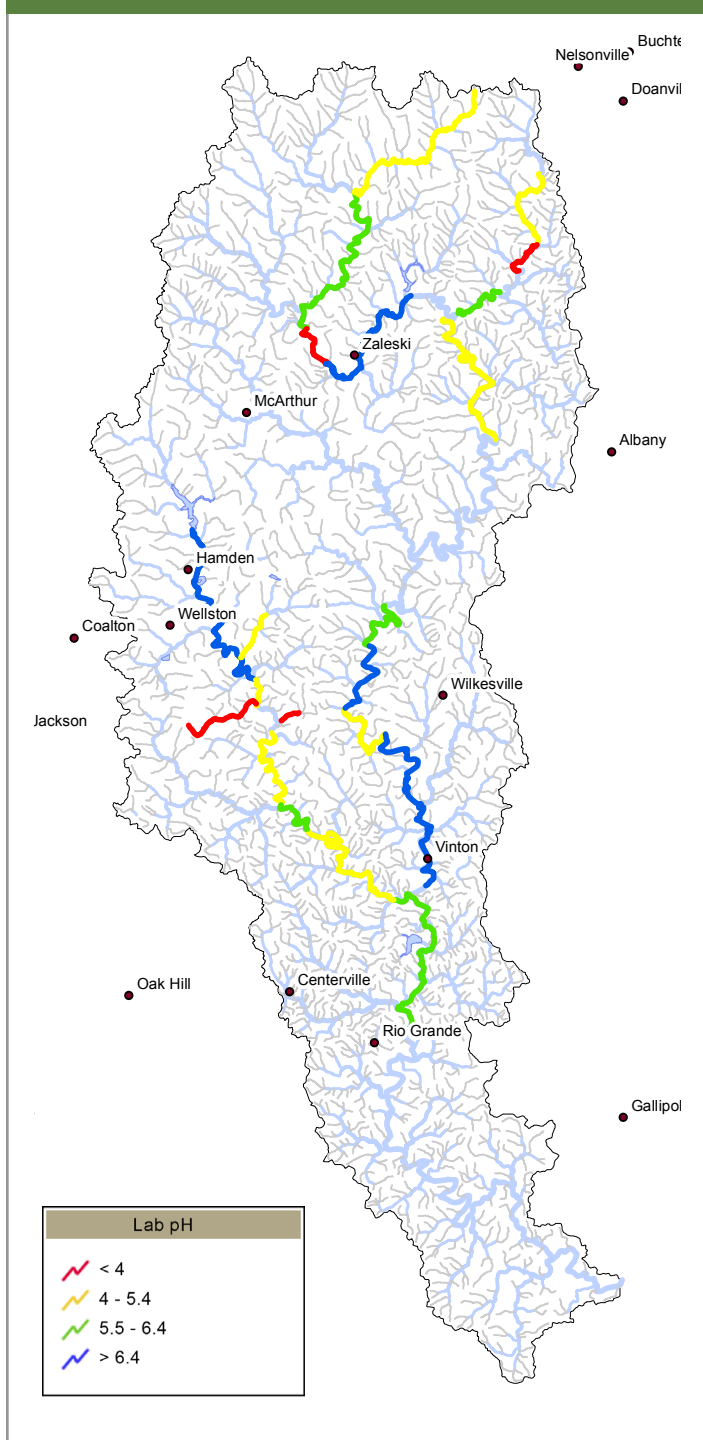 Buchte
Nelsonville
Doanvil
Zaleski
McArthur
Albany
Hamden
Wellston
Coalton
Wilkesville
Jackson
Vinton
Centerville
Oak Hill
Rio Grande
Gallipol
Lab pH
< 4
4 - 5.4
5.5 - 6.4
> 6.4